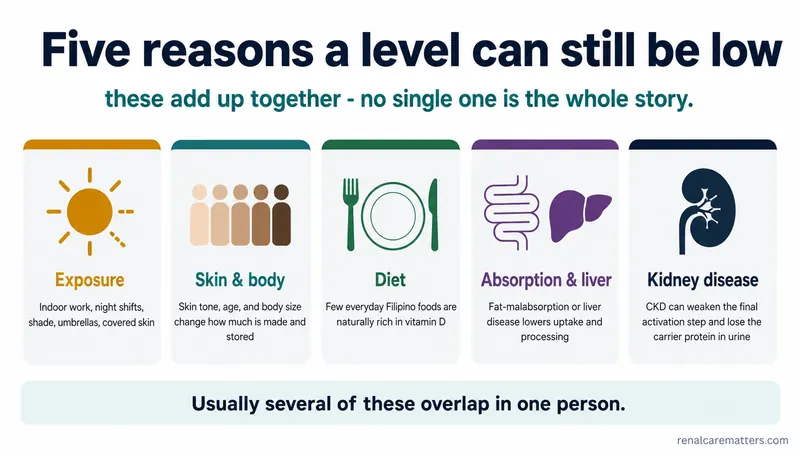 Five reasons a level can still be low
these add up together - no single one is the whole story.
Exposure
Indoor work, night shifts,
shade, umbrellas, covered skin
Skin & body
Skin tone, age, and body size
change how much is made and
stored
Diet
Few everyday Filipino foods are
naturally rich in vitamin D
Absorption & liver
Fat-malabsorption or liver
disease lowers uptake and
processing
Kidney disease
CKD can weaken the final
activation step and lose the
carrier protein in urine
Usually several of these overlap in one person.
renalcarematters.com